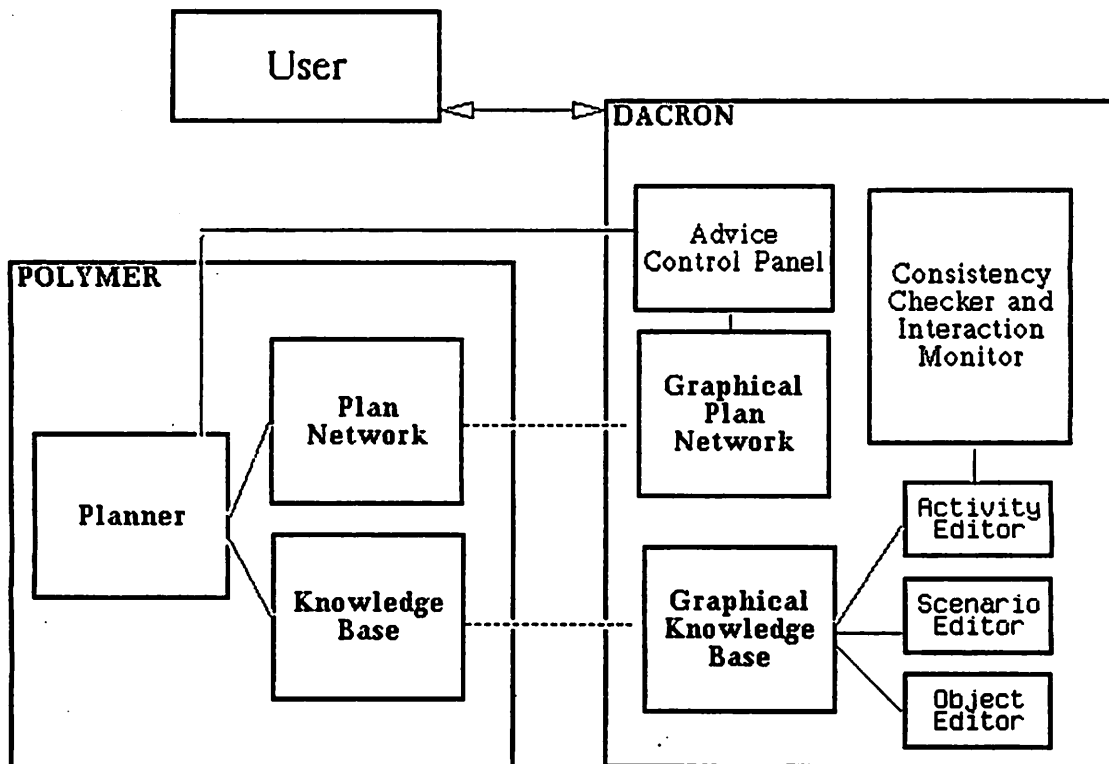 User
DACRON
Advice
Control Panel
Consistency
Checker and
Interaction
Monitor
POLYMER
Plan
Network
Graphical
Plan
Network
Planner
Activity
Editor
Knowledge
Base
Graphical
Knowledge
Base
Scenario
Editor
Object
Editor